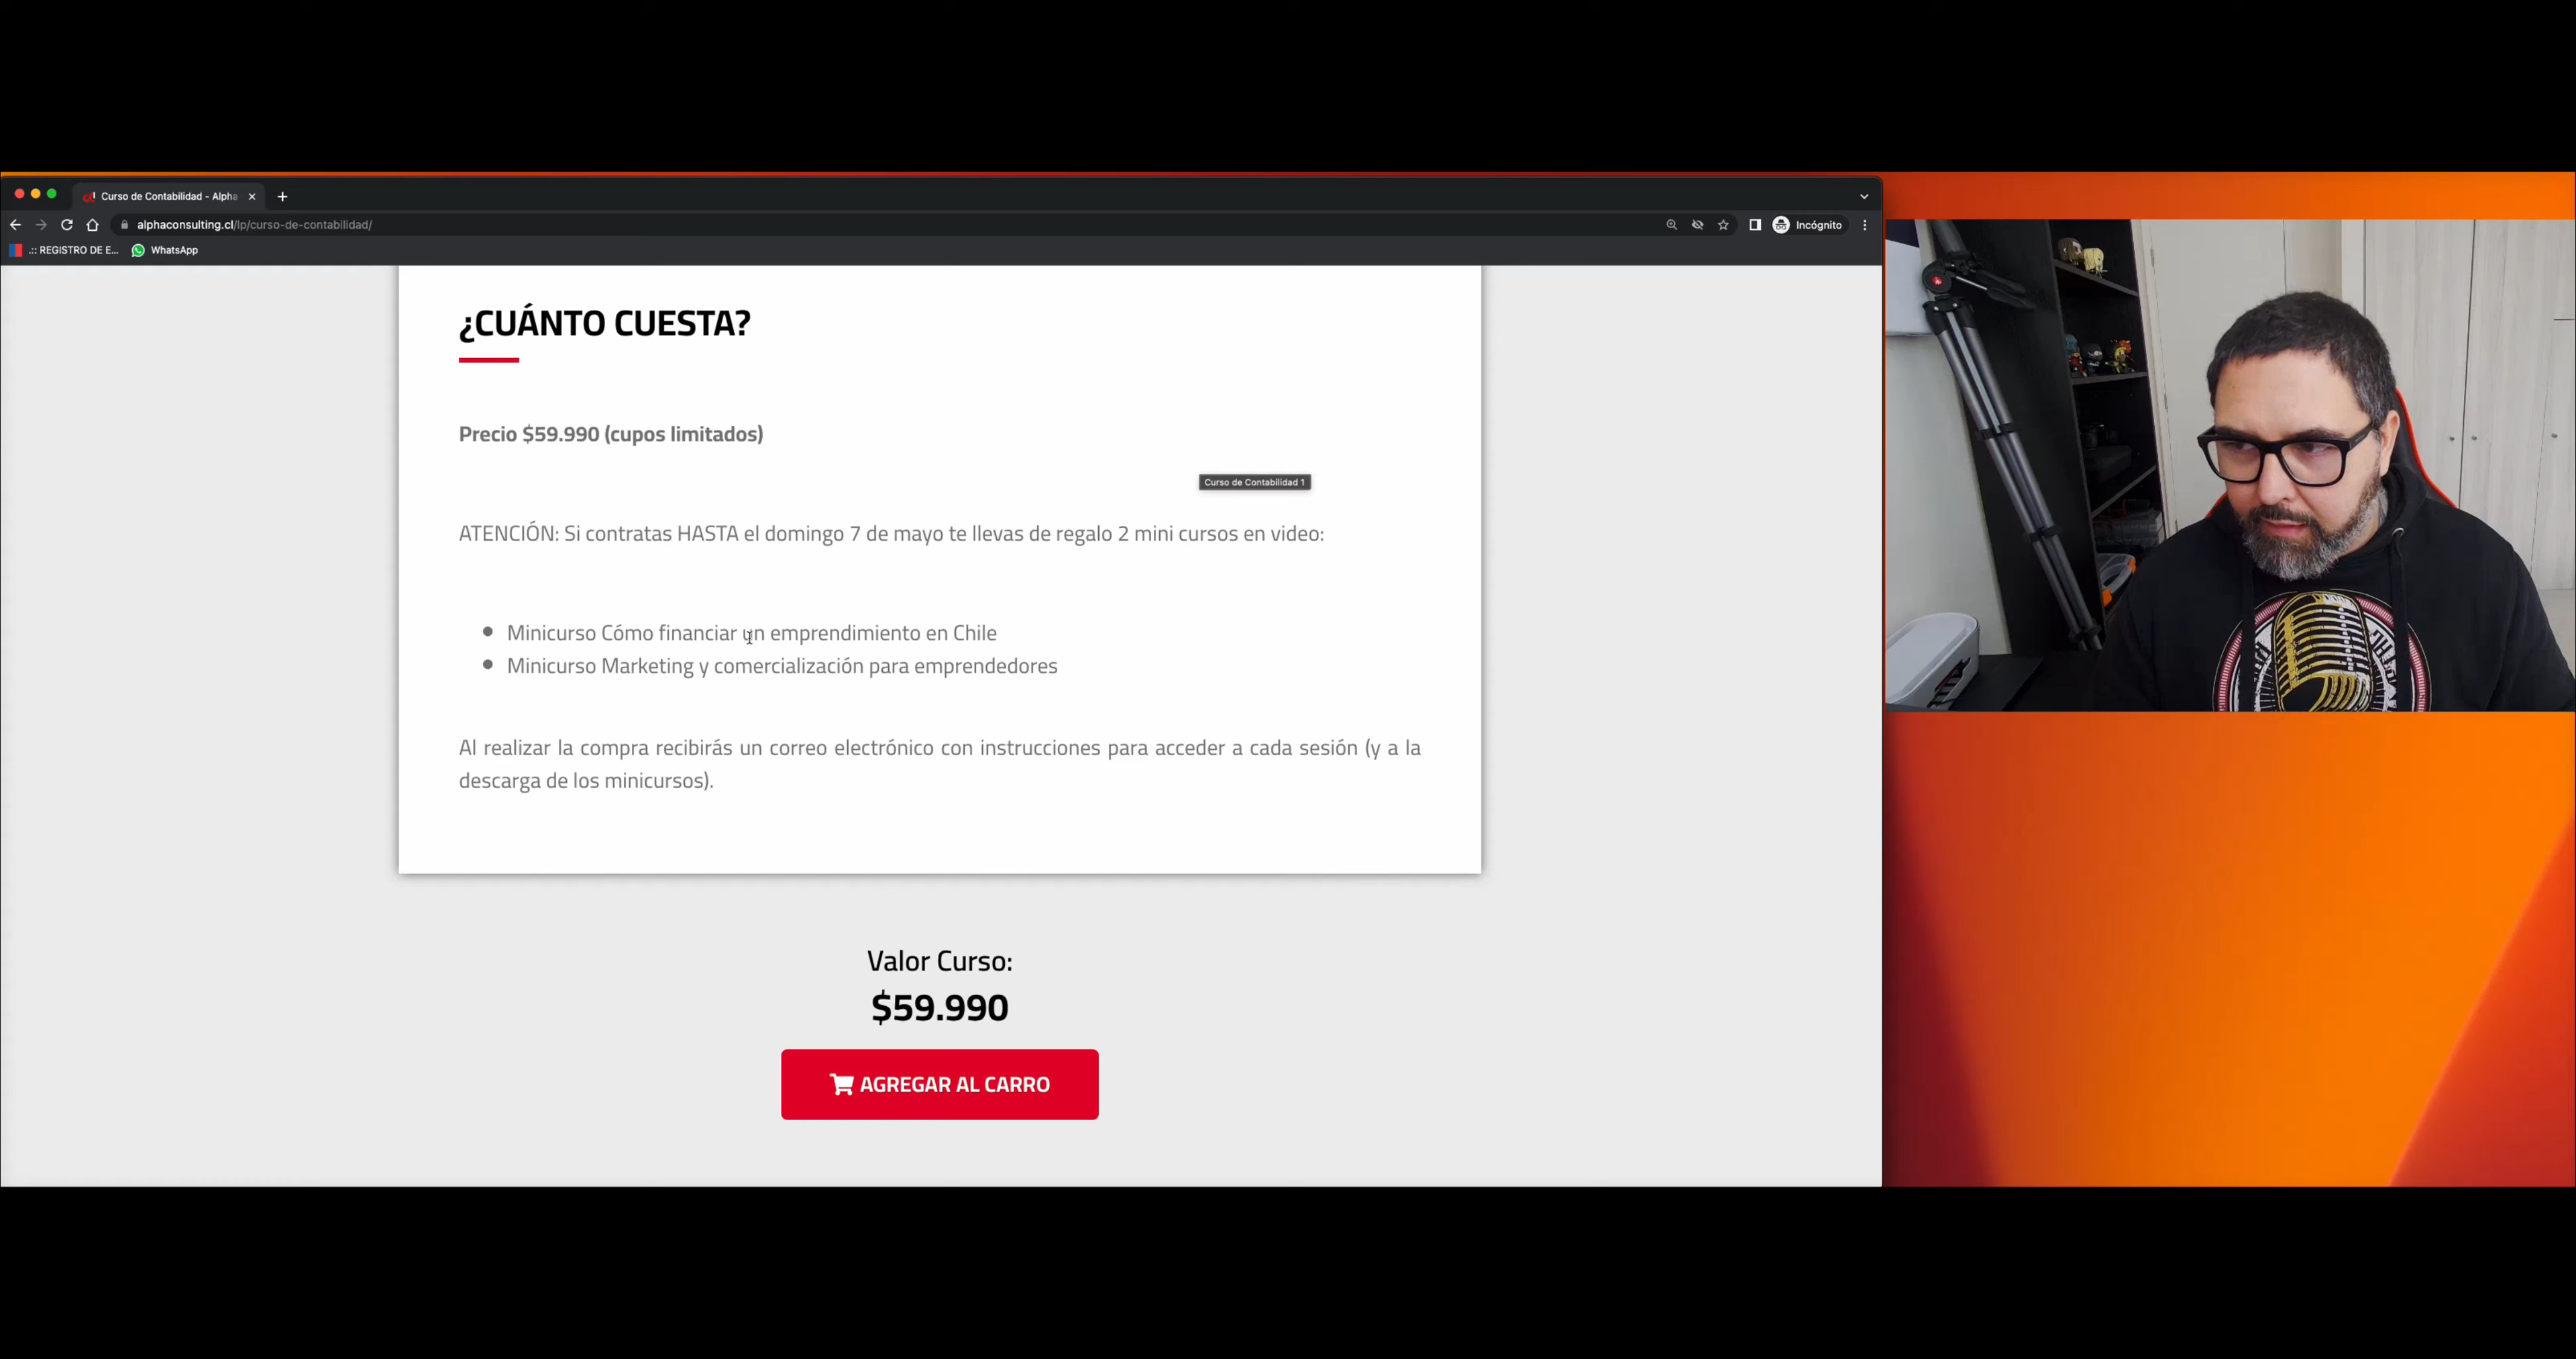 Curso de Contabilidad - Alpha
alphaconsulting.cl/lp/curso-de-contabilidad/
Incógnito
.:: REGISTRO DE E...
WhatsApp
¿CUÁNTO CUESTA?
Precio $59.990 (cupos limitados)
Curso de Contabilidad 1
ATENCIÓN: Si contratas HASTA el domingo 7 de mayo te llevas de regalo 2 mini cursos en video:
Minicurso Cómo financiar un emprendimiento en Chile
Minicurso Marketing y comercialización para emprendedores
Al realizar la compra recibirás un correo electrónico con instrucciones para acceder a cada sesión (y a la
descarga de los minicursos).
Valor Curso:
$59.990
AGREGAR AL CARRO